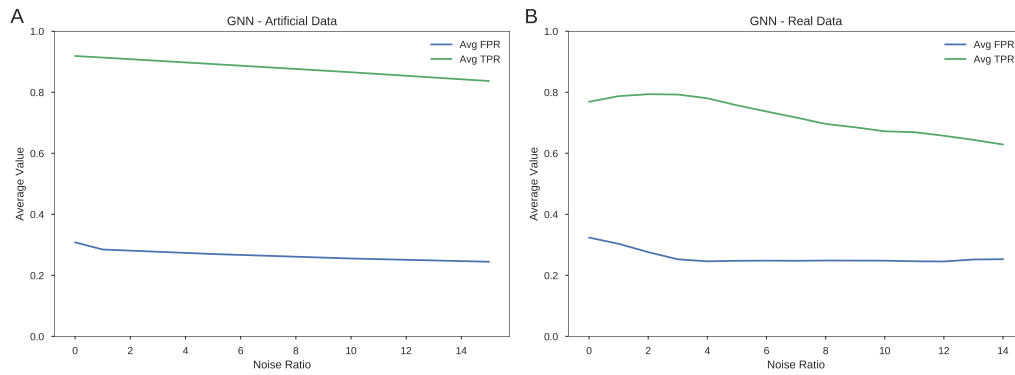 A
GNN - Artificial Data
Avg FPR
Avg TPR
1.0
0.8
0.6
0.4
0.2
0.0
Average Value
0 2 4 6 8 10 12 14
Noise Ratio
B
GNN - Real Data
Avg FPR
Avg TPR
1.0
0.8
0.6
0.4
0.2
0.0
Average Value
0 2 4 6 8 10 12 14
Noise Ratio